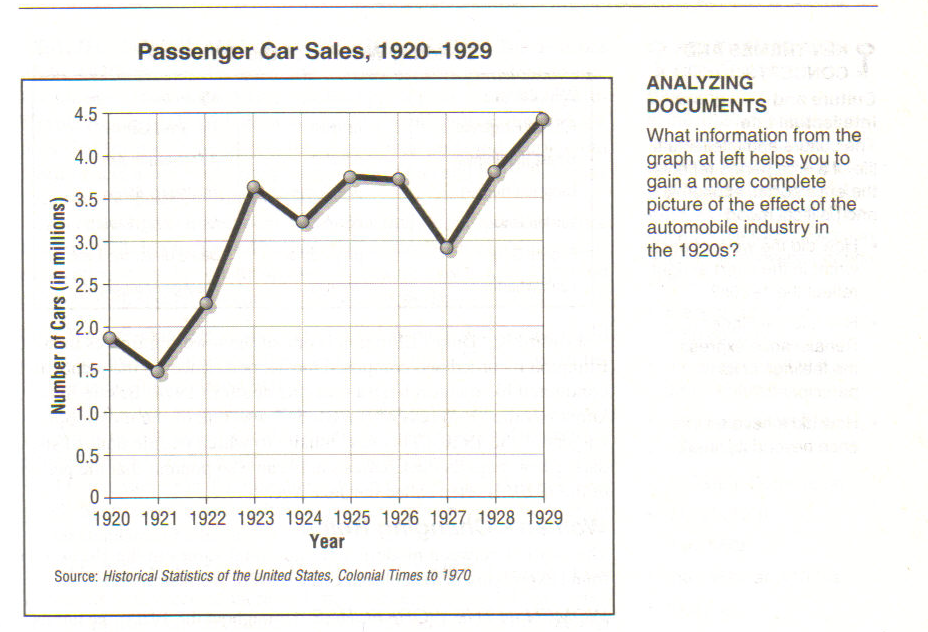 Passenger Car Sales, 1920–1929
Number of Cars (in millions)
4.5
4.0
3.5
3.0
2.5
2.0
1.5
1.0
0.5
0
1920 1921 1922 1923 1924 1925 1926 1927 1928 1929
Year
Source: Historical Statistics of the United States, Colonial Times to 1970
ANALYZING
DOCUMENTS
What information from the
graph at left helps you to
gain a more complete
picture of the effect of the
automobile industry in
the 1920s?